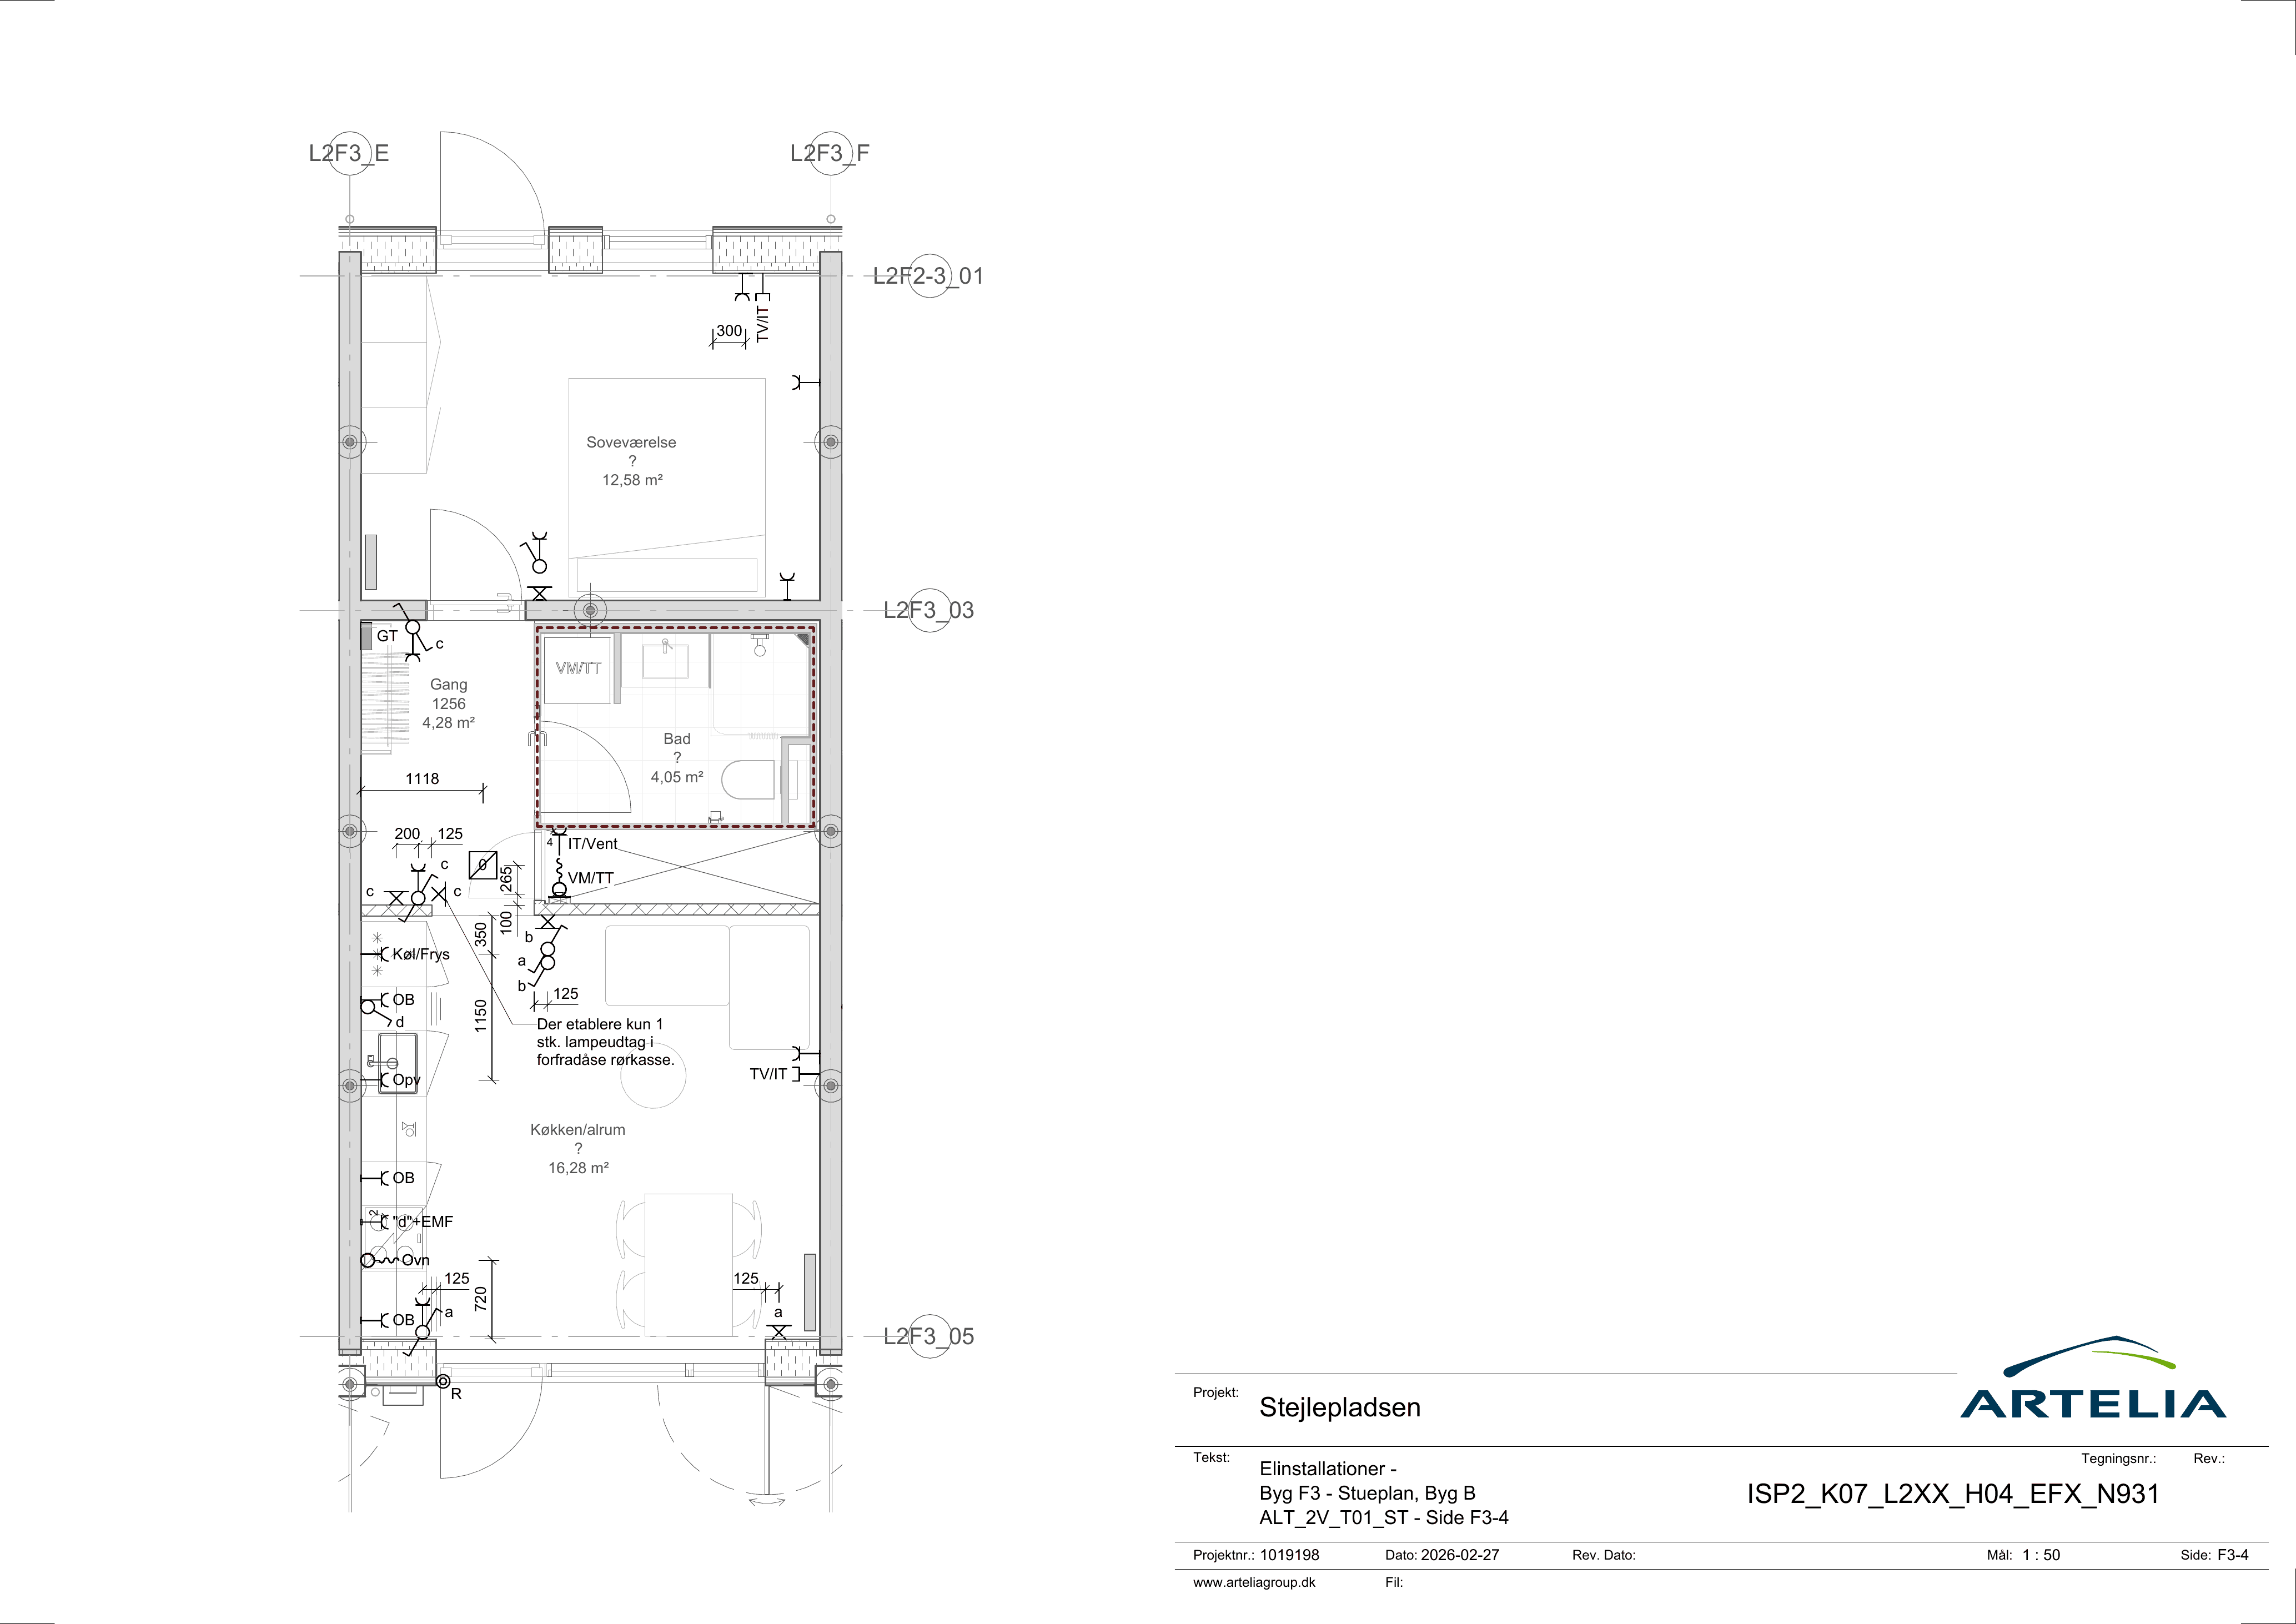 L2F3_E
L2F3_F
L2F2-3_01
300
TV/IT
Soveværelse
?
12,58 m²
L2F3_03
GT
c
VM/TT
Gang
1256
4,28 m²
Bad
?
4,05 m²
1118
200
125
4
IT/Vent
c
0
265
VM/TT
c
c
100
350
b
Køl/Frys
a
b
125
OB
d
1150
Der etablere kun 1
stk. lampeudtag i
forfradåse rørkasse.
TV/IT
Opv
Køkken/alrum
?
16,28 m²
OB
2
"d"+EMF
Ovn
125
720
125
a
a
OB
L2F3_05
R
Projekt:
Stejlepladsen
ARTELIA
Tekst:
Elinstallationer -
Byg F3 - Stueplan, Byg B
ALT_2V_T01_ST - Side F3-4
Tegningsnr.:
Rev.:
ISP2_K07_L2XX_H04_EFX_N931
Projektnr.: 1019198
Dato: 2026-02-27
Rev. Dato:
Mål: 1 : 50
Side: F3-4
www.arteliagroup.dk
Fil: